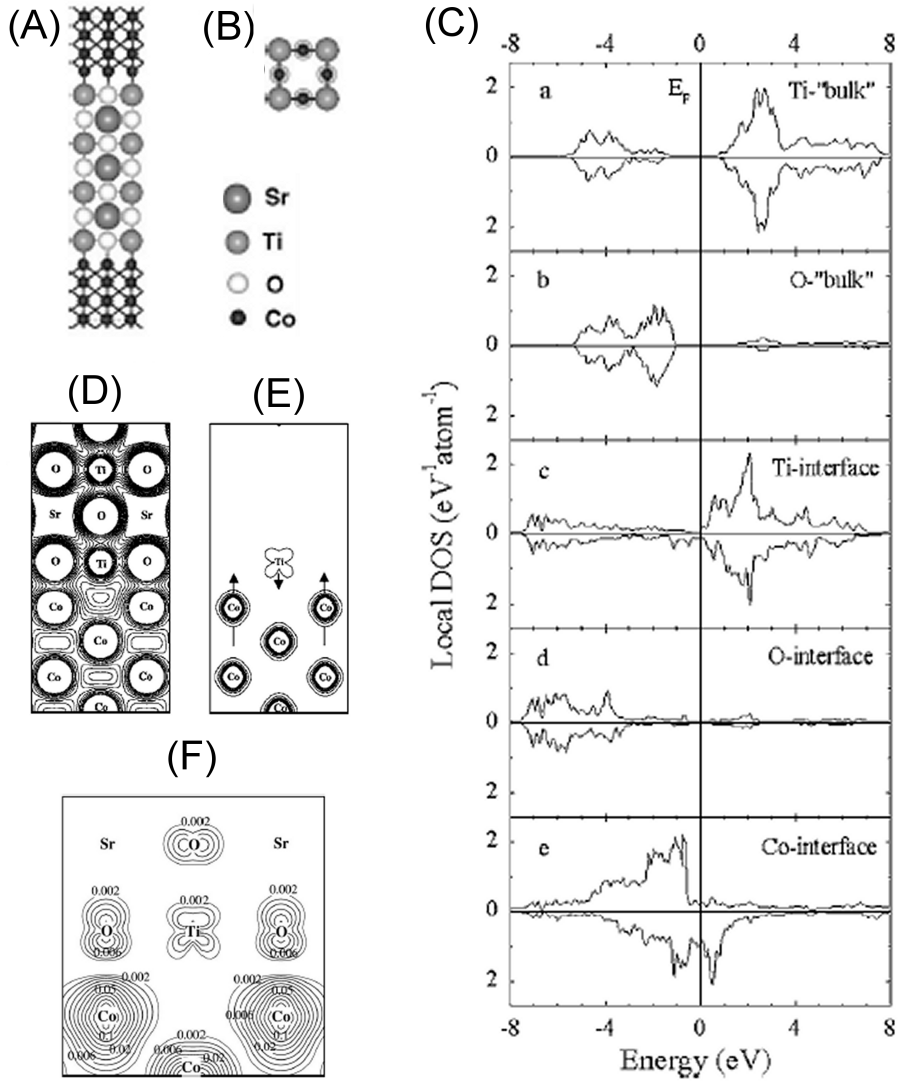 (A)
(B)
Sr
Ti
O
Co
(C)
-8 -4 0 4 8
a E_F Ti-"bulk"
2
0
2
b O-"bulk"
2
0
2
c Ti-interface
2
0
2
d O-interface
2
0
2
e Co-interface
2
0
2
-8 -4 0 4 8
Energy (eV)
Local DOS (eV⁻¹atom⁻¹)
(D)
O Ti O
Sr O Sr
O Ti O
Co Co
Co
Co Co
Co
(E)
Ti
Co Co
Co
Co Co
Co
(F)
0.002
Sr O Sr
0.002 0.002 0.002
O Ti O
0.006 0.006
0.002 0.002
0.05 0.05
Co 0.006 Co
0.1 0.002 0.1
0.006 0.02 0.006 0.02 0.02
Co